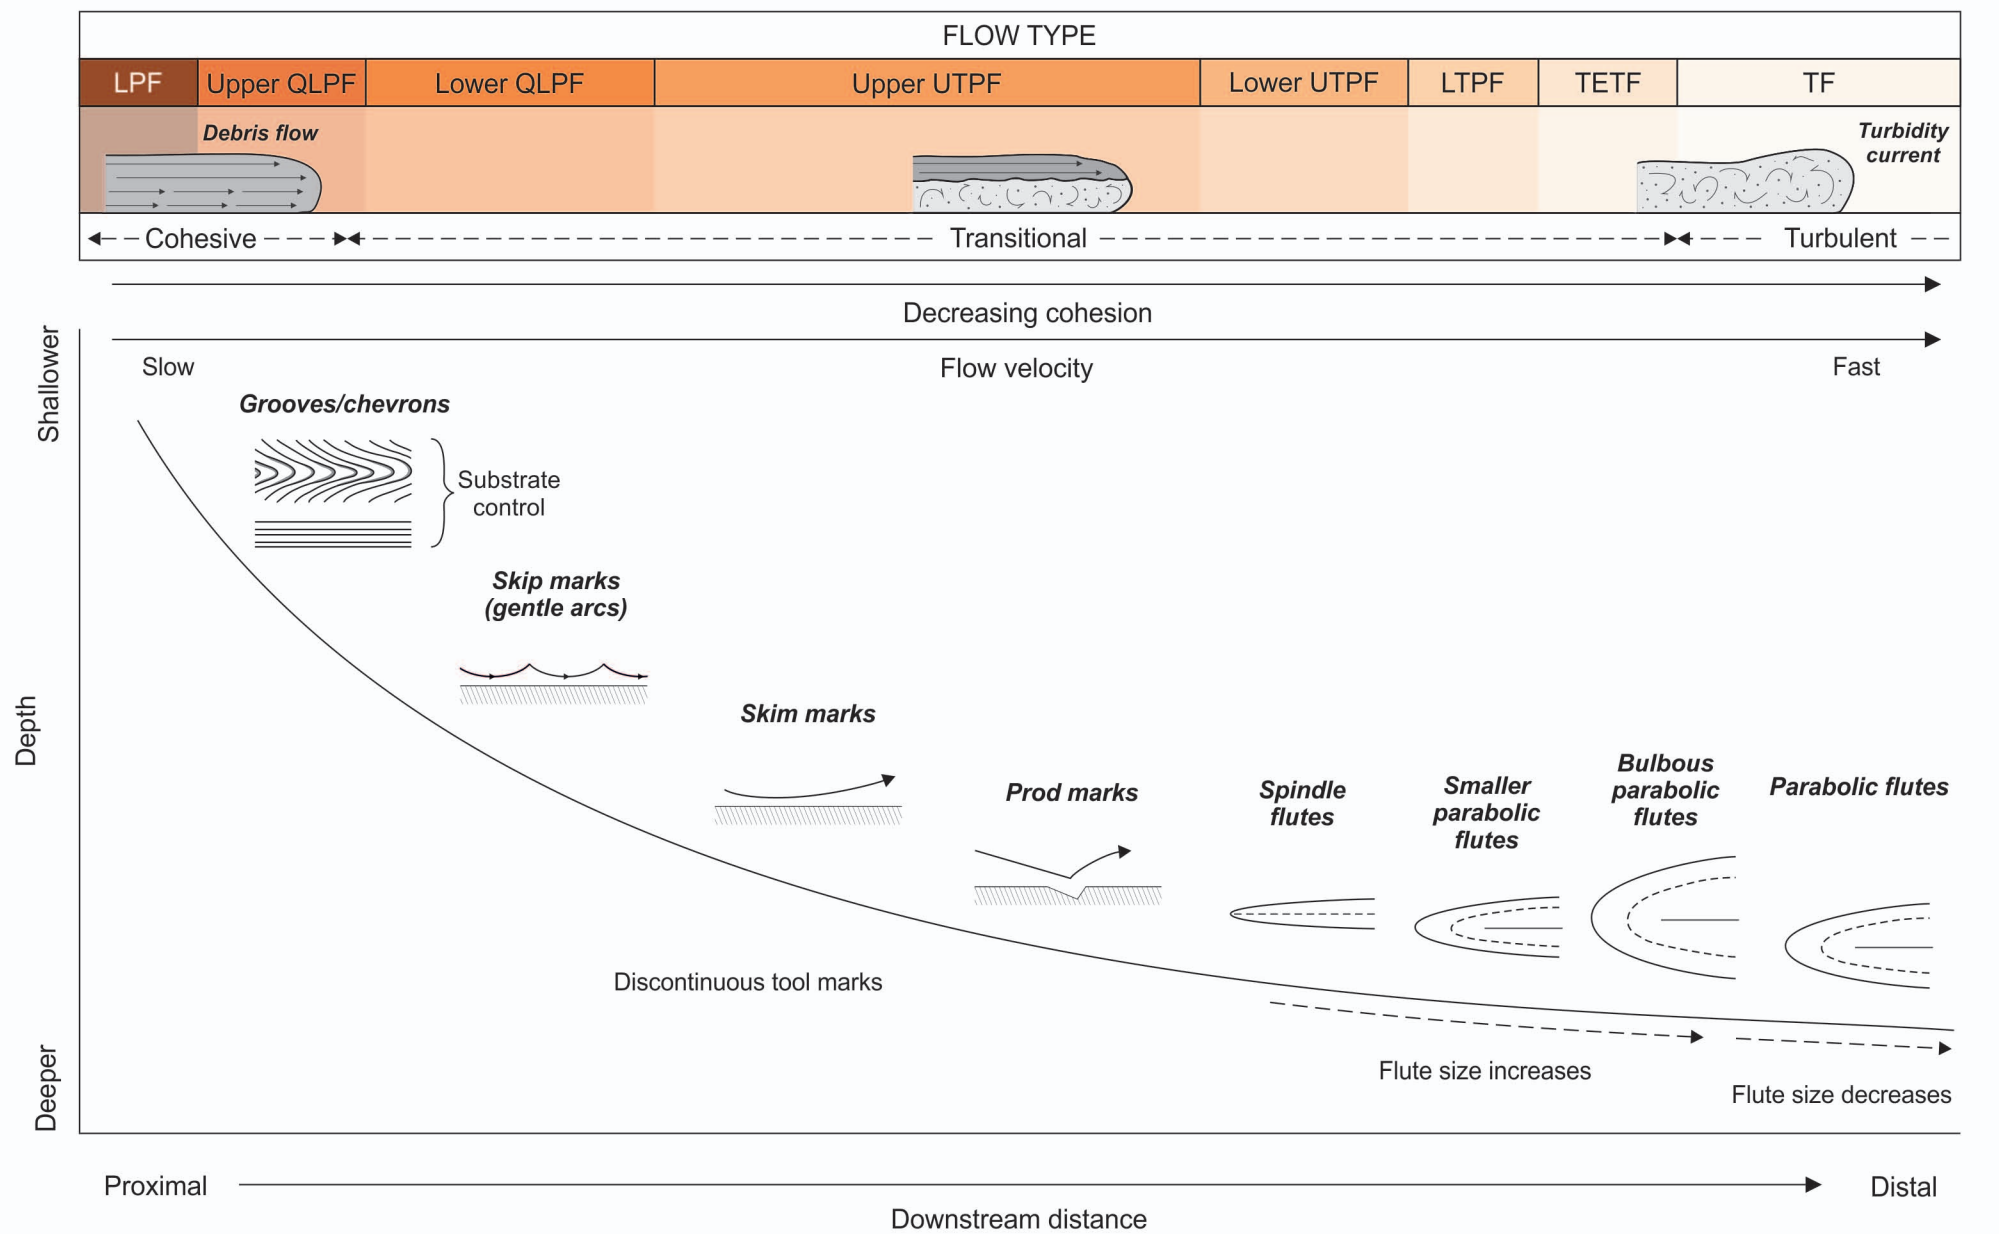 FLOW TYPE
LPF Upper QLPF Lower QLPF Upper UTPF Lower UTPF LTPF TETF TF
Debris flow
Turbidity
current
Cohesive Transitional Turbulent
Decreasing cohesion
Slow Flow velocity Fast
Shallower
Depth
Deeper
Grooves/chevrons
Substrate
control
Skip marks
(gentle arcs)
Skim marks
Prod marks
Spindle
flutes
Smaller
parabolic
flutes
Bulbous
parabolic
flutes
Parabolic flutes
Discontinuous tool marks
Flute size increases
Flute size decreases
Proximal Distal
Downstream distance